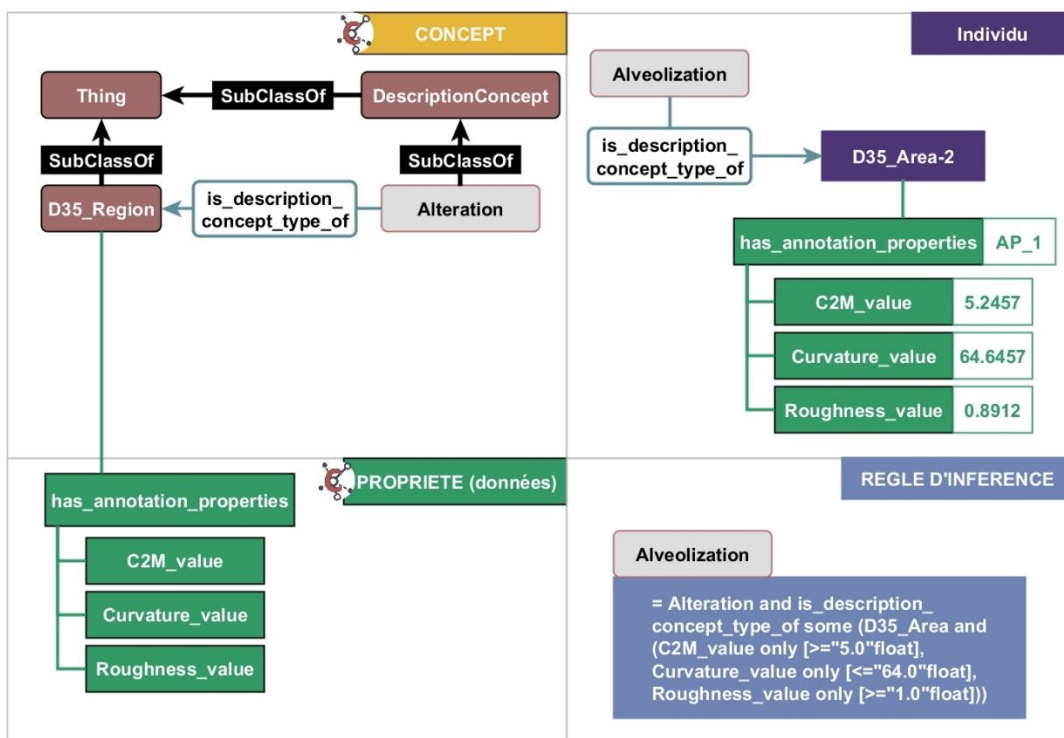 CONCEPT
Thing
SubClassOf
DescriptionConcept
SubClassOf
SubClassOf
D35_Region
is_description_
concept_type_of
Alteration
Individu
Alveolization
is_description_
concept_type_of
D35_Area-2
has_annotation_properties AP_1
C2M_value 5.2457
Curvature_value 64.6457
Roughness_value 0.8912
PROPRIETE (données)
has_annotation_properties
C2M_value
Curvature_value
Roughness_value
REGLE D'INFERENCE
Alveolization
= Alteration and is_description_
concept_type_of some (D35_Area and
(C2M_value only [>="5.0"float],
Curvature_value only [<="64.0"float],
Roughness_value only [>="1.0"float]))